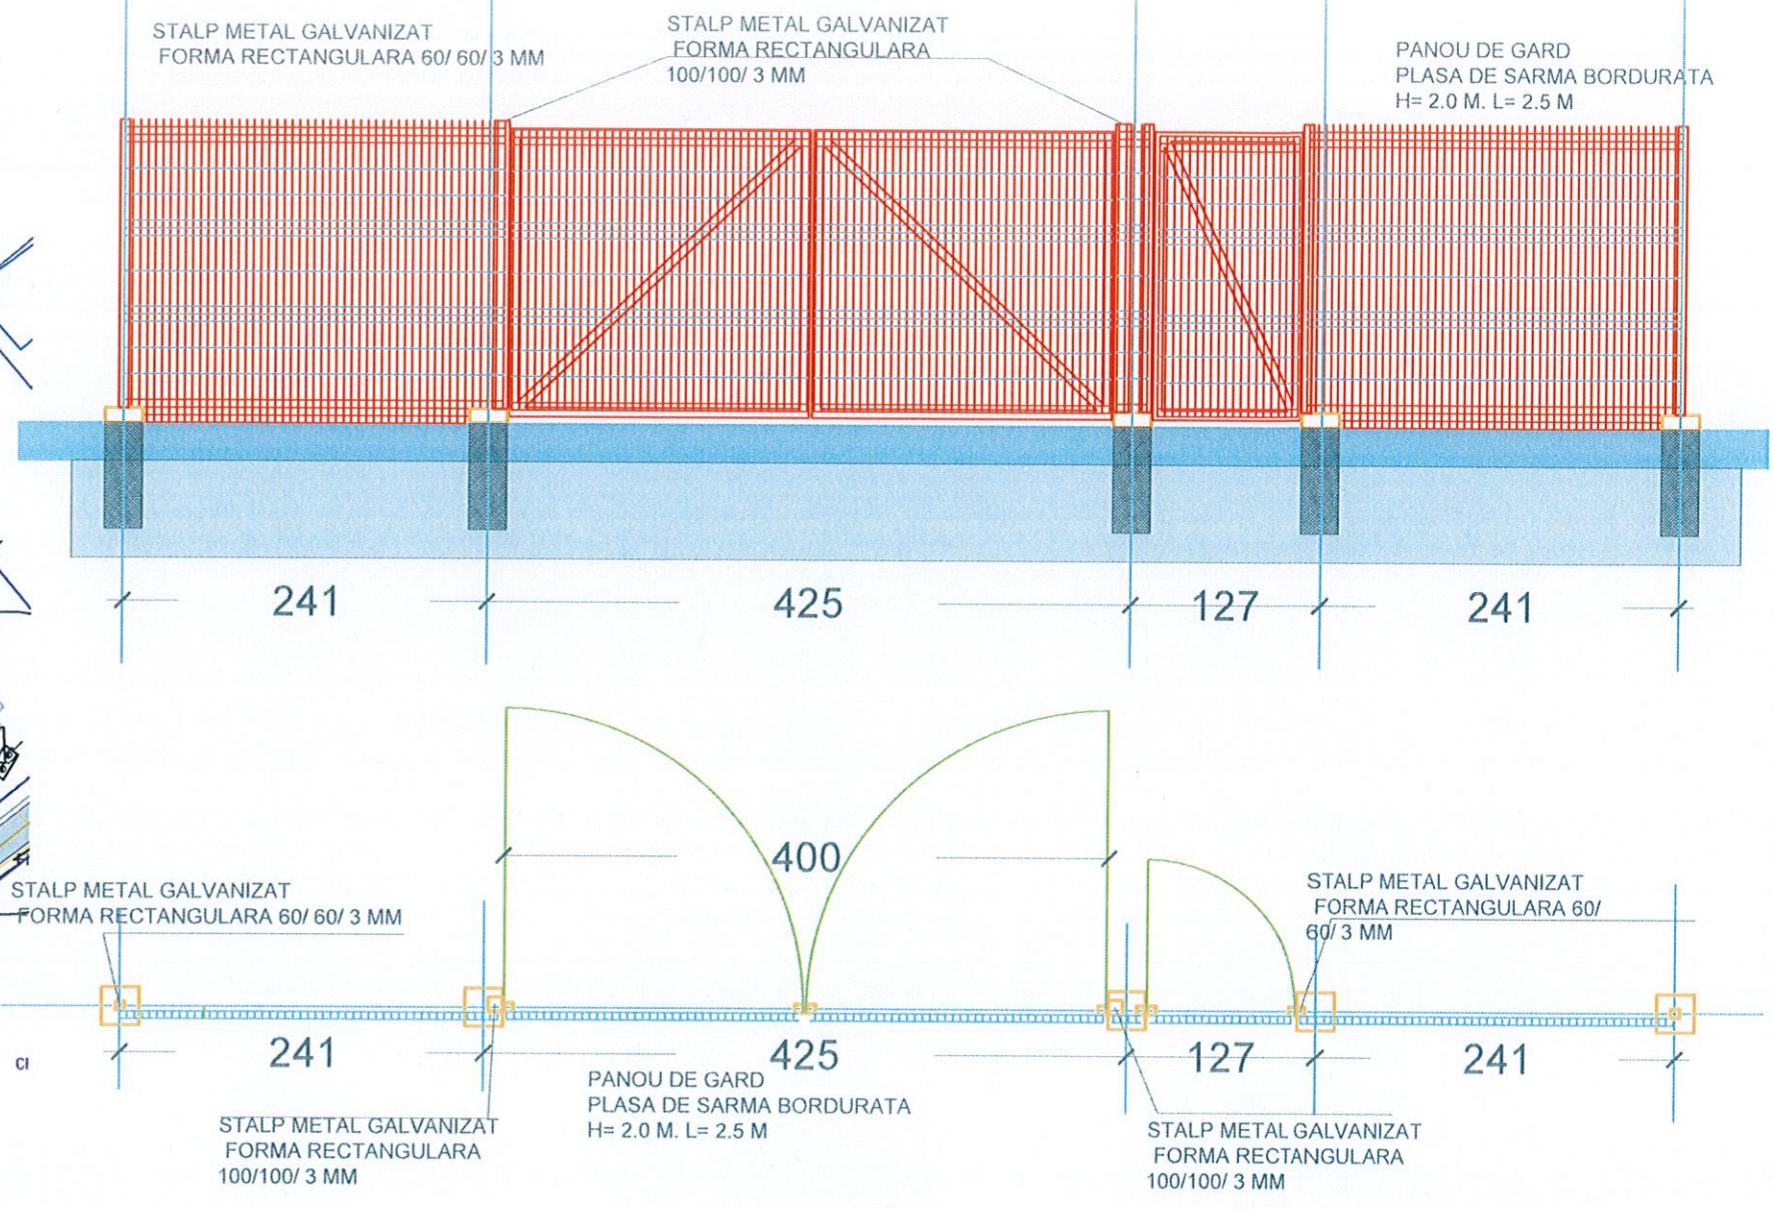 STALP METAL GALVANIZAT
FORMA RECTANGULARA 60/ 60/ 3 MM
STALP METAL GALVANIZAT
FORMA RECTANGULARA
100/100/ 3 MM
PANOU DE GARD
PLASA DE SARMA BORDURATA
H= 2.0 M. L= 2.5 M
241
425
127
241
400
STALP METAL GALVANIZAT
FORMA RECTANGULARA 60/ 60/ 3 MM
STALP METAL GALVANIZAT
FORMA RECTANGULARA 60/
60/ 3 MM
241
425
127
241
CI
PANOU DE GARD
PLASA DE SARMA BORDURATA
H= 2.0 M. L= 2.5 M
STALP METAL GALVANIZAT
FORMA RECTANGULARA
100/100/ 3 MM
STALP METAL GALVANIZAT
FORMA RECTANGULARA
100/100/ 3 MM